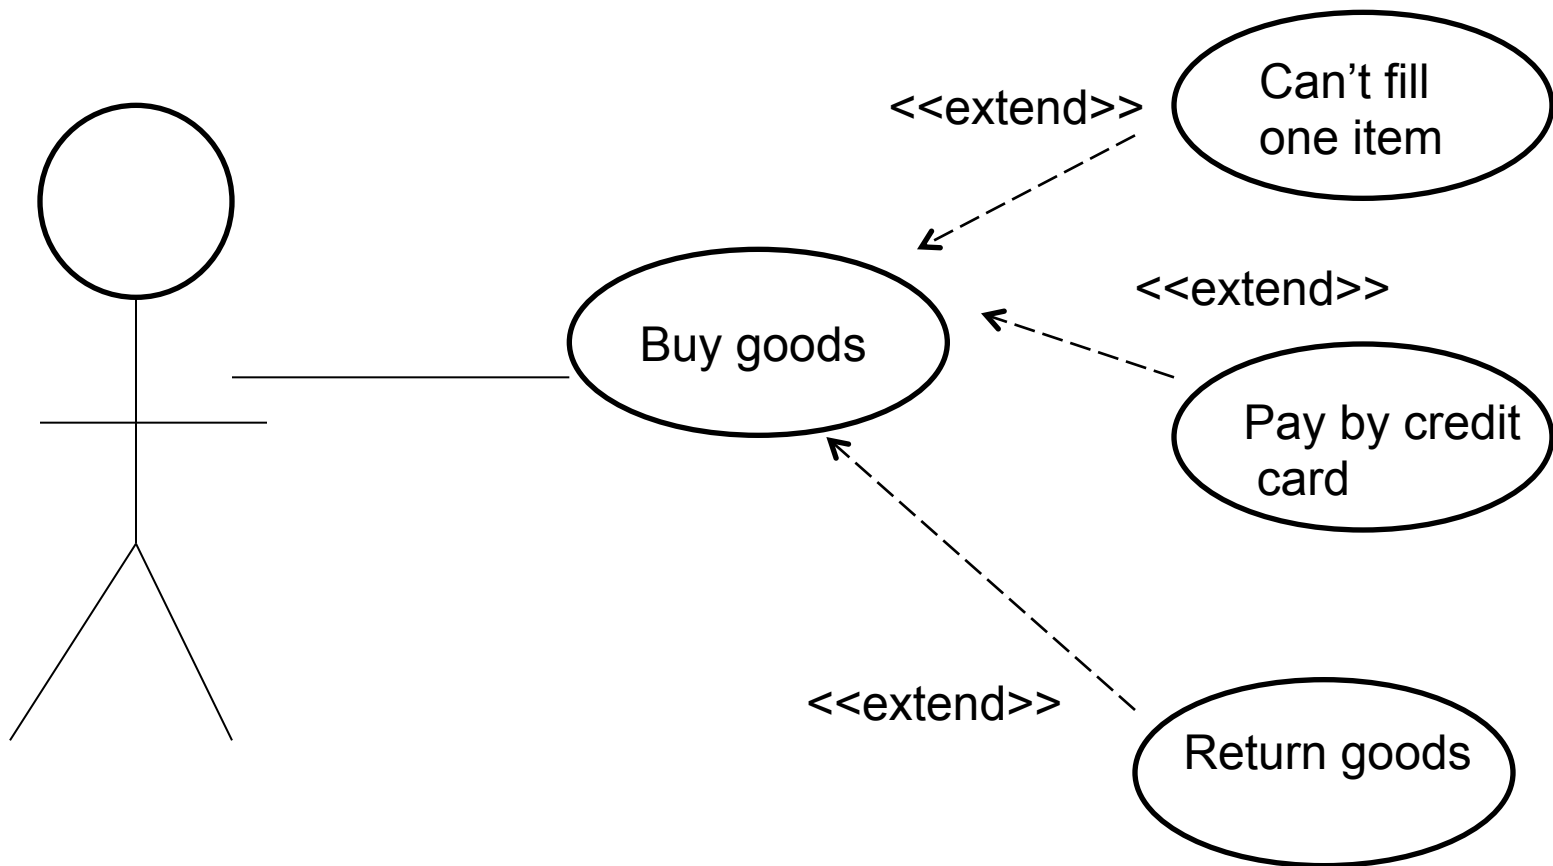 <<extend>>
Can’t fill
one item
<<extend>>
Buy goods
Pay by credit
card
<<extend>>
Return goods